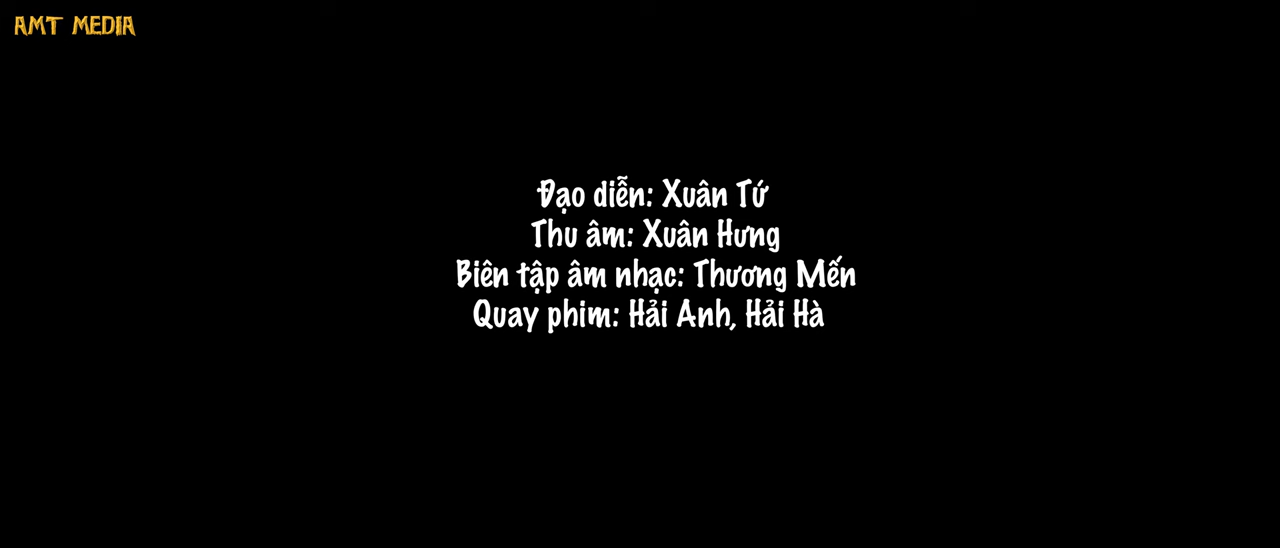 AMT MEDIA
Đạo diễn: Xuân Tứ
Thu âm: Xuân Hưng
Biên tập âm nhạc: Thương Mến
Quay phim: Hải Anh, Hải Hà